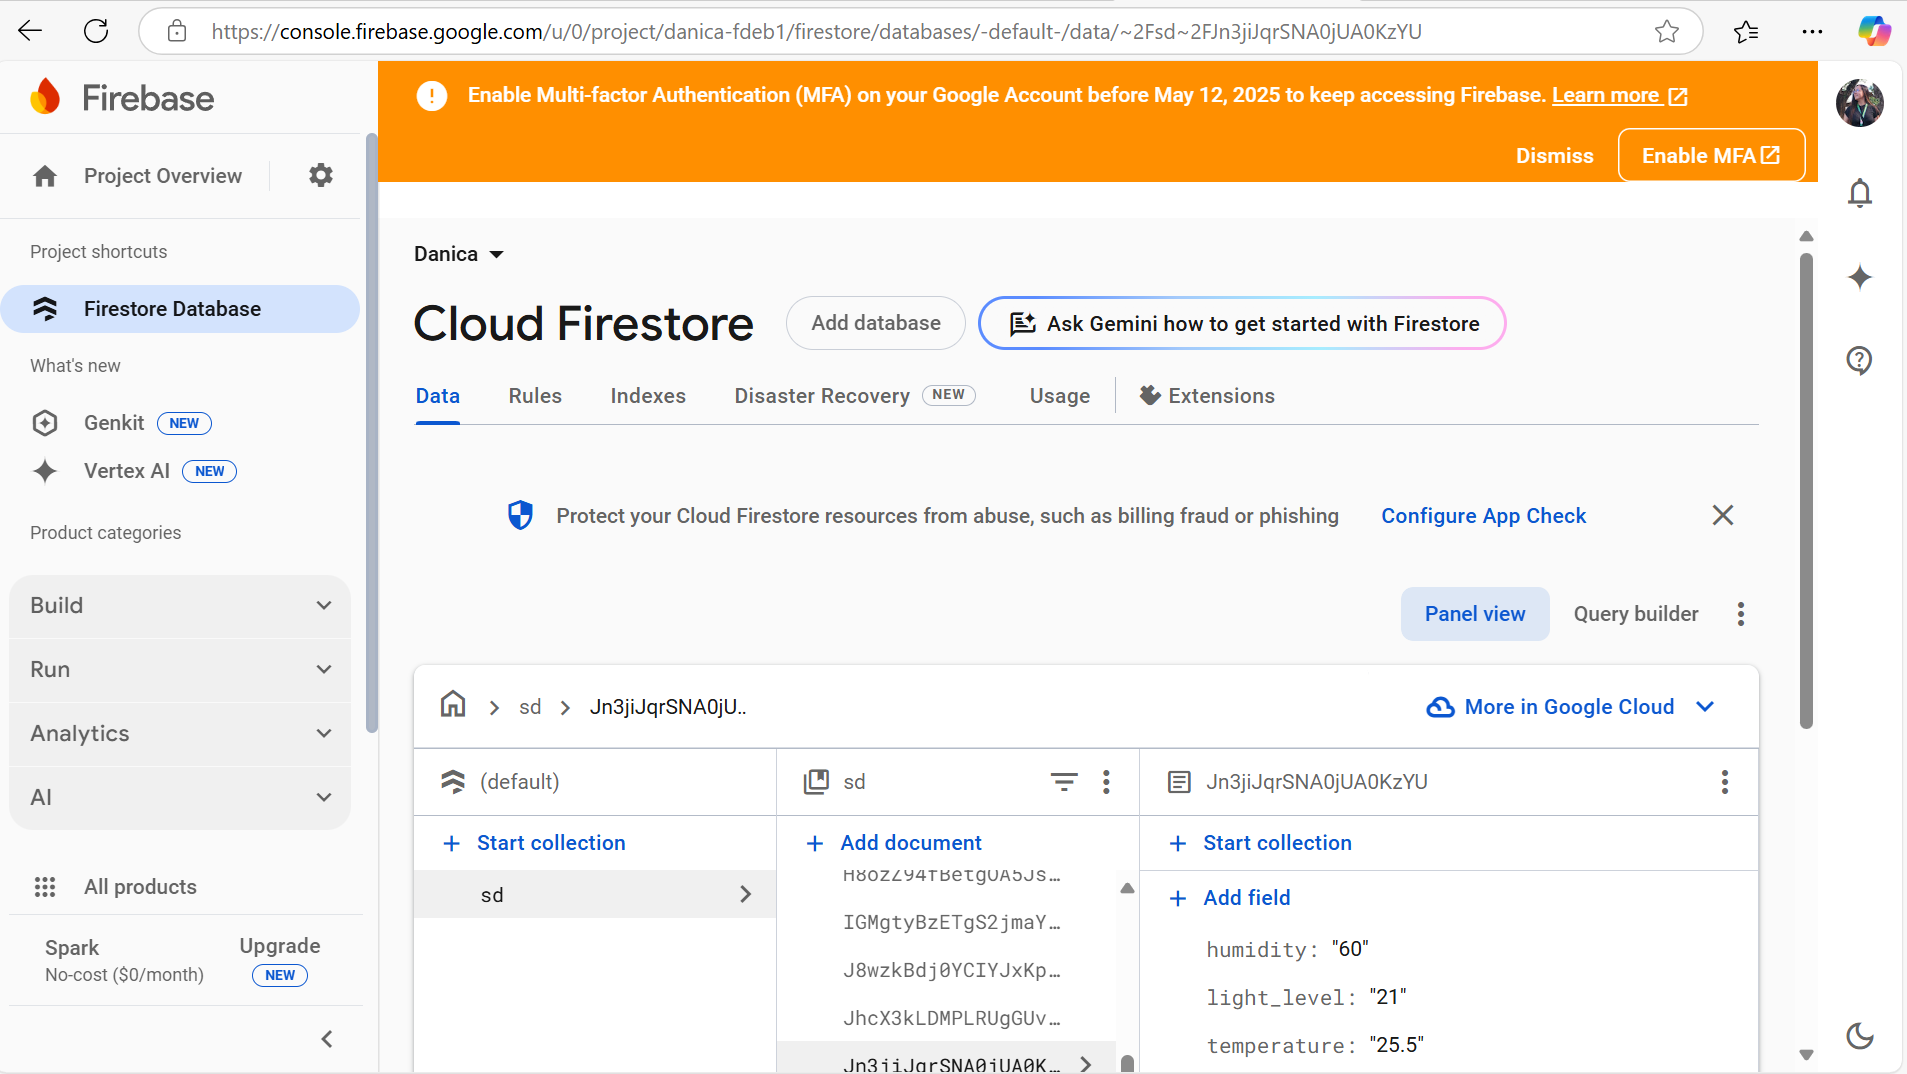 https://console.firebase.google.com/u/0/project/danica-fdeb1/firestore/databases/-default-/data/~2Fsd~2FJn3jiJqrSNA0jUA0KzYU
Firebase
Enable Multi-factor Authentication (MFA) on your Google Account before May 12, 2025 to keep accessing Firebase. Learn more
Dismiss
Enable MFA
Project Overview
Project shortcuts
Firestore Database
What's new
Genkit NEW
Vertex AI NEW
Product categories
Build
Run
Analytics
AI
All products
Spark
No-cost ($0/month)
Upgrade
NEW
Danica
Cloud Firestore
Add database
Ask Gemini how to get started with Firestore
Data
Rules
Indexes
Disaster Recovery NEW
Usage
Extensions
Protect your Cloud Firestore resources from abuse, such as billing fraud or phishing
Configure App Check
Panel view
Query builder
sd
Jn3jiJqrSNA0jU..
More in Google Cloud
(default)
Start collection
sd
sd
Add document
IGMgtyBzETgS2jmaY…
J8wzkBdj0YCIYJxKp…
JhcX3kLDMPLRUgGUv…
Jn3jiJqrSNA0jUA0K…
Jn3jiJqrSNA0jUA0KzYU
Start collection
Add field
humidity: "60"
light_level: "21"
temperature: "25.5"